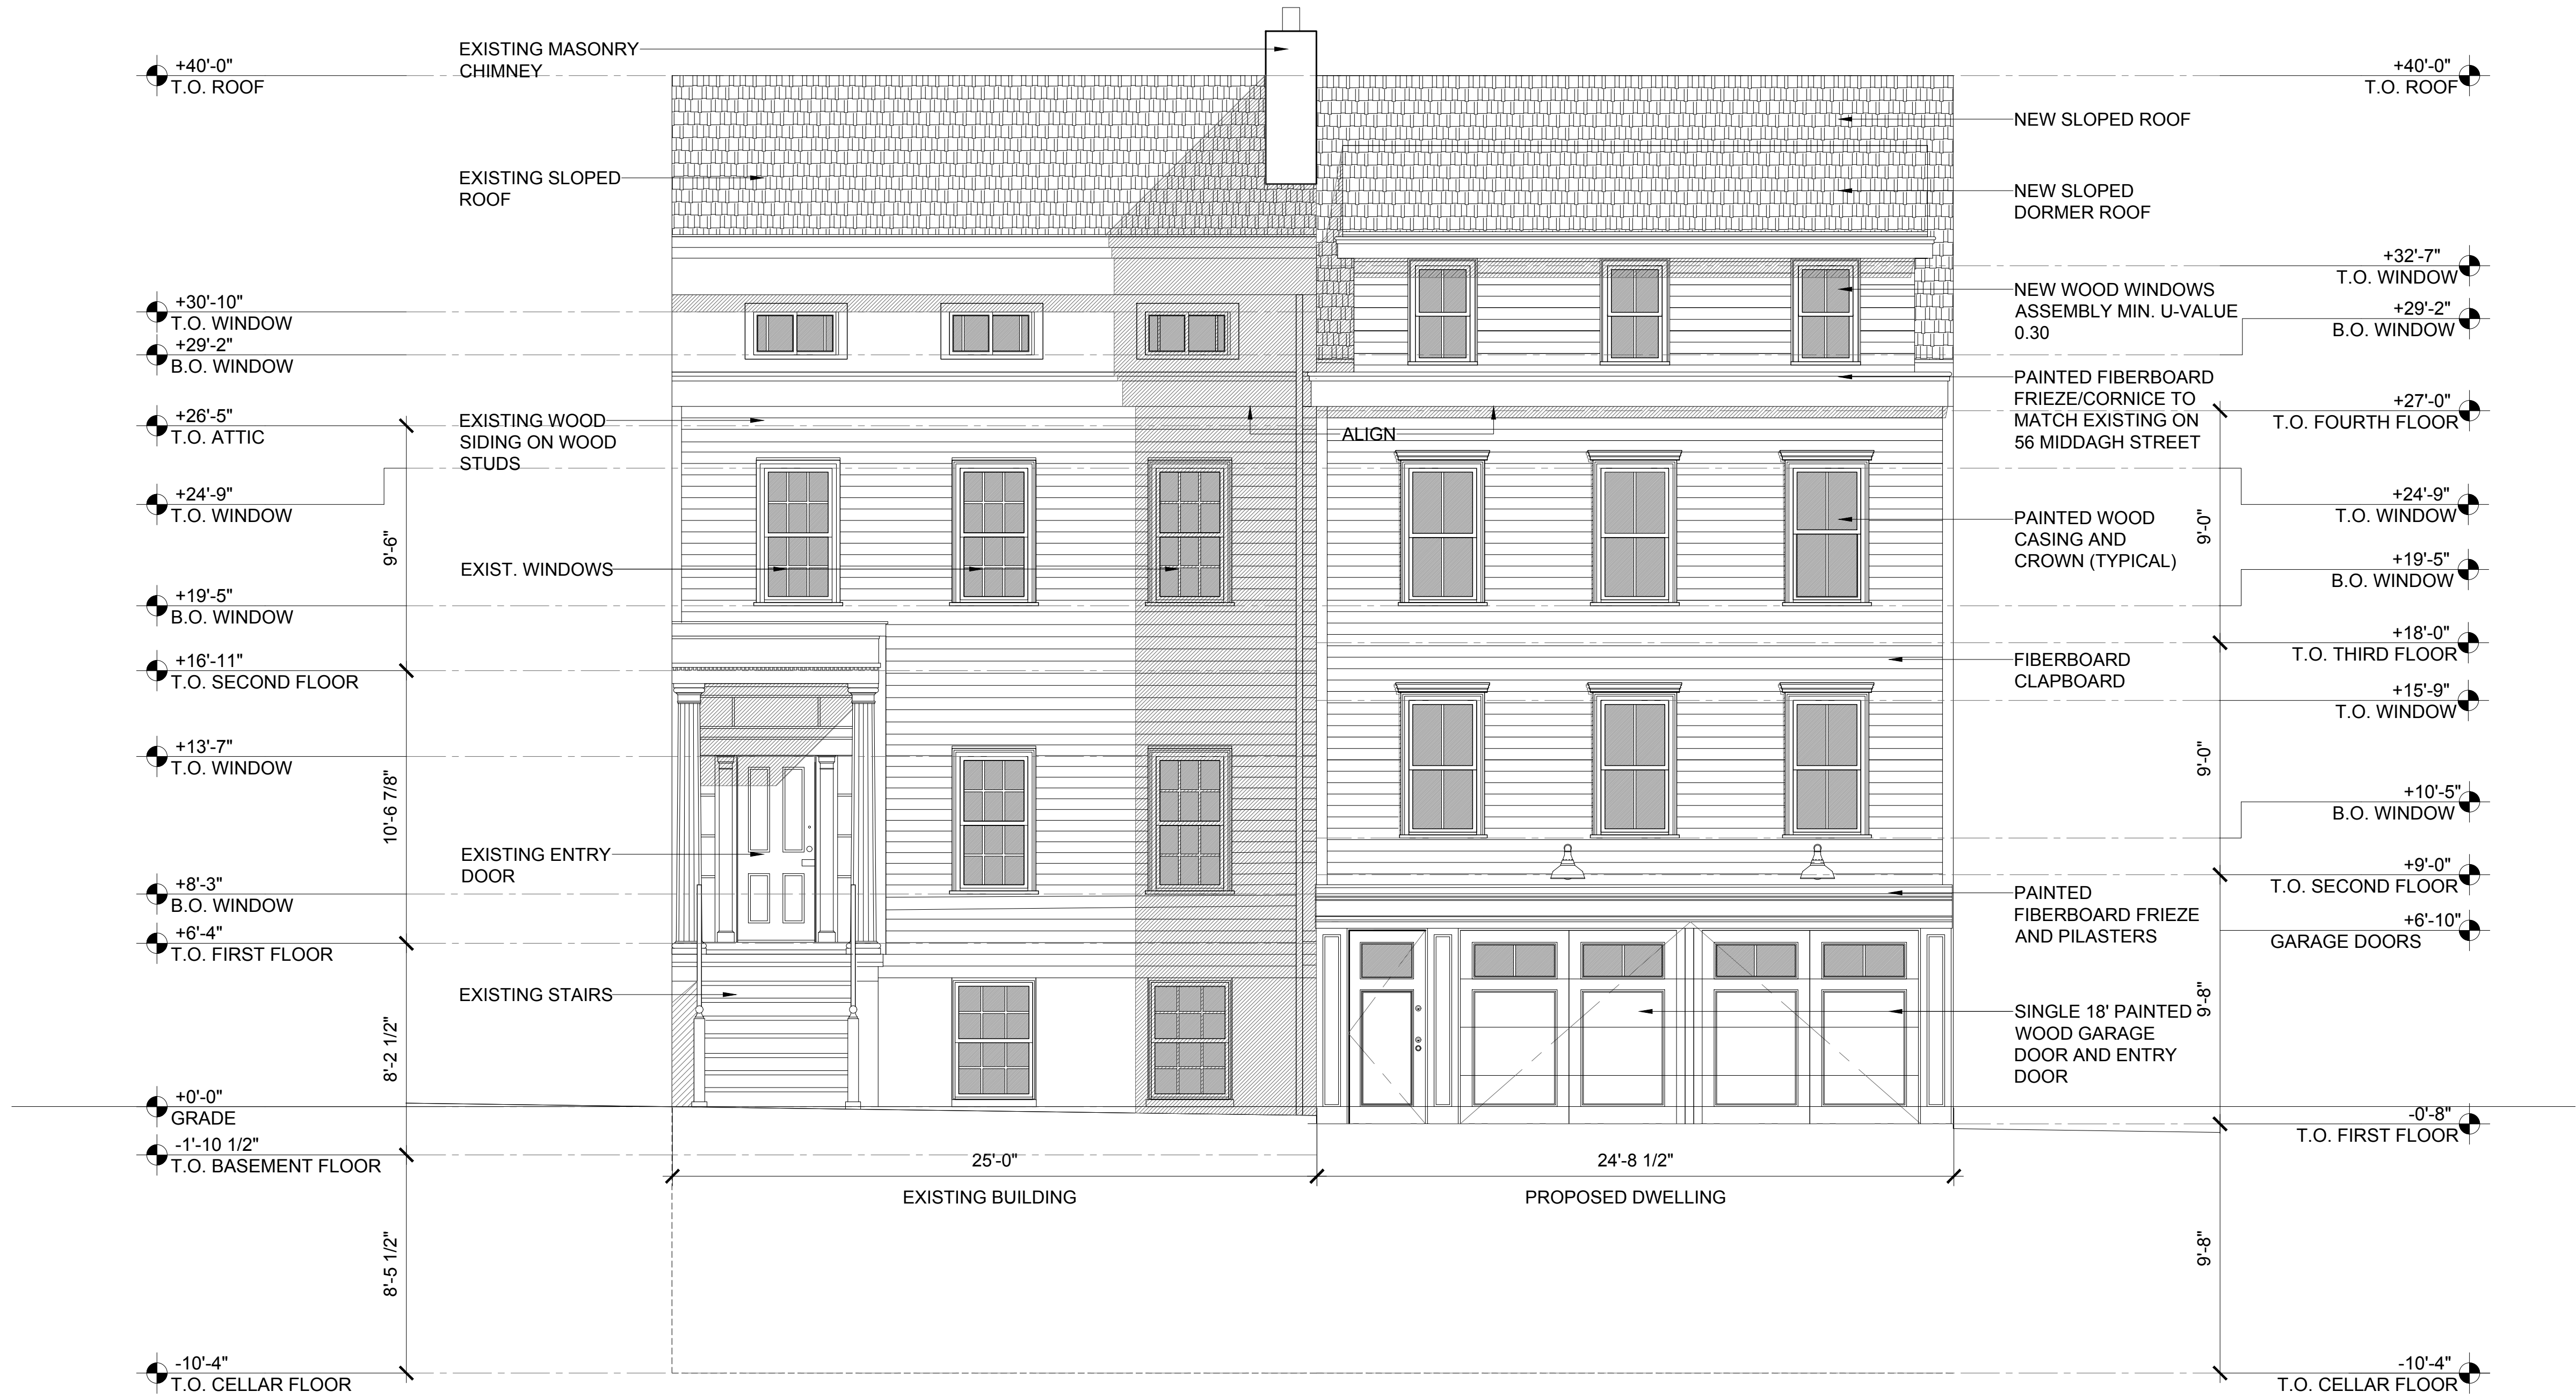 +40'-0"
T.O. ROOF
+30'-10"
T.O. WINDOW
+29'-2"
B.O. WINDOW
+26'-5"
T.O. ATTIC
+24'-9"
T.O. WINDOW
+19'-5"
B.O. WINDOW
+16'-11"
T.O. SECOND FLOOR
+13'-7"
T.O. WINDOW
+8'-3"
B.O. WINDOW
+6'-4"
T.O. FIRST FLOOR
+0'-0"
GRADE
-1'-10 1/2"
T.O. BASEMENT FLOOR
-10'-4"
T.O. CELLAR FLOOR
9'-6"
10'-6 7/8"
8'-2 1/2"
8'-5 1/2"
EXISTING MASONRY
CHIMNEY
EXISTING SLOPED
ROOF
EXISTING WOOD
SIDING ON WOOD
STUDS
EXIST. WINDOWS
EXISTING ENTRY
DOOR
EXISTING STAIRS
ALIGN
25'-0"
EXISTING BUILDING
24'-8 1/2"
PROPOSED DWELLING
NEW SLOPED ROOF
NEW SLOPED
DORMER ROOF
NEW WOOD WINDOWS
ASSEMBLY MIN. U-VALUE
0.30
PAINTED FIBERBOARD
FRIEZE/CORNICE TO
MATCH EXISTING ON
56 MIDDAGH STREET
PAINTED WOOD
CASING AND
CROWN (TYPICAL)
FIBERBOARD
CLAPBOARD
PAINTED
FIBERBOARD FRIEZE
AND PILASTERS
SINGLE 18' PAINTED
WOOD GARAGE
DOOR AND ENTRY
DOOR
9'-0"
9'-0"
9'-8"
9'-8"
+40'-0"
T.O. ROOF
+32'-7"
T.O. WINDOW
+29'-2"
B.O. WINDOW
+27'-0"
T.O. FOURTH FLOOR
+24'-9"
T.O. WINDOW
+19'-5"
B.O. WINDOW
+18'-0"
T.O. THIRD FLOOR
+15'-9"
T.O. WINDOW
+10'-5"
B.O. WINDOW
+9'-0"
T.O. SECOND FLOOR
+6'-10"
GARAGE DOORS
-0'-8"
T.O. FIRST FLOOR
-10'-4"
T.O. CELLAR FLOOR